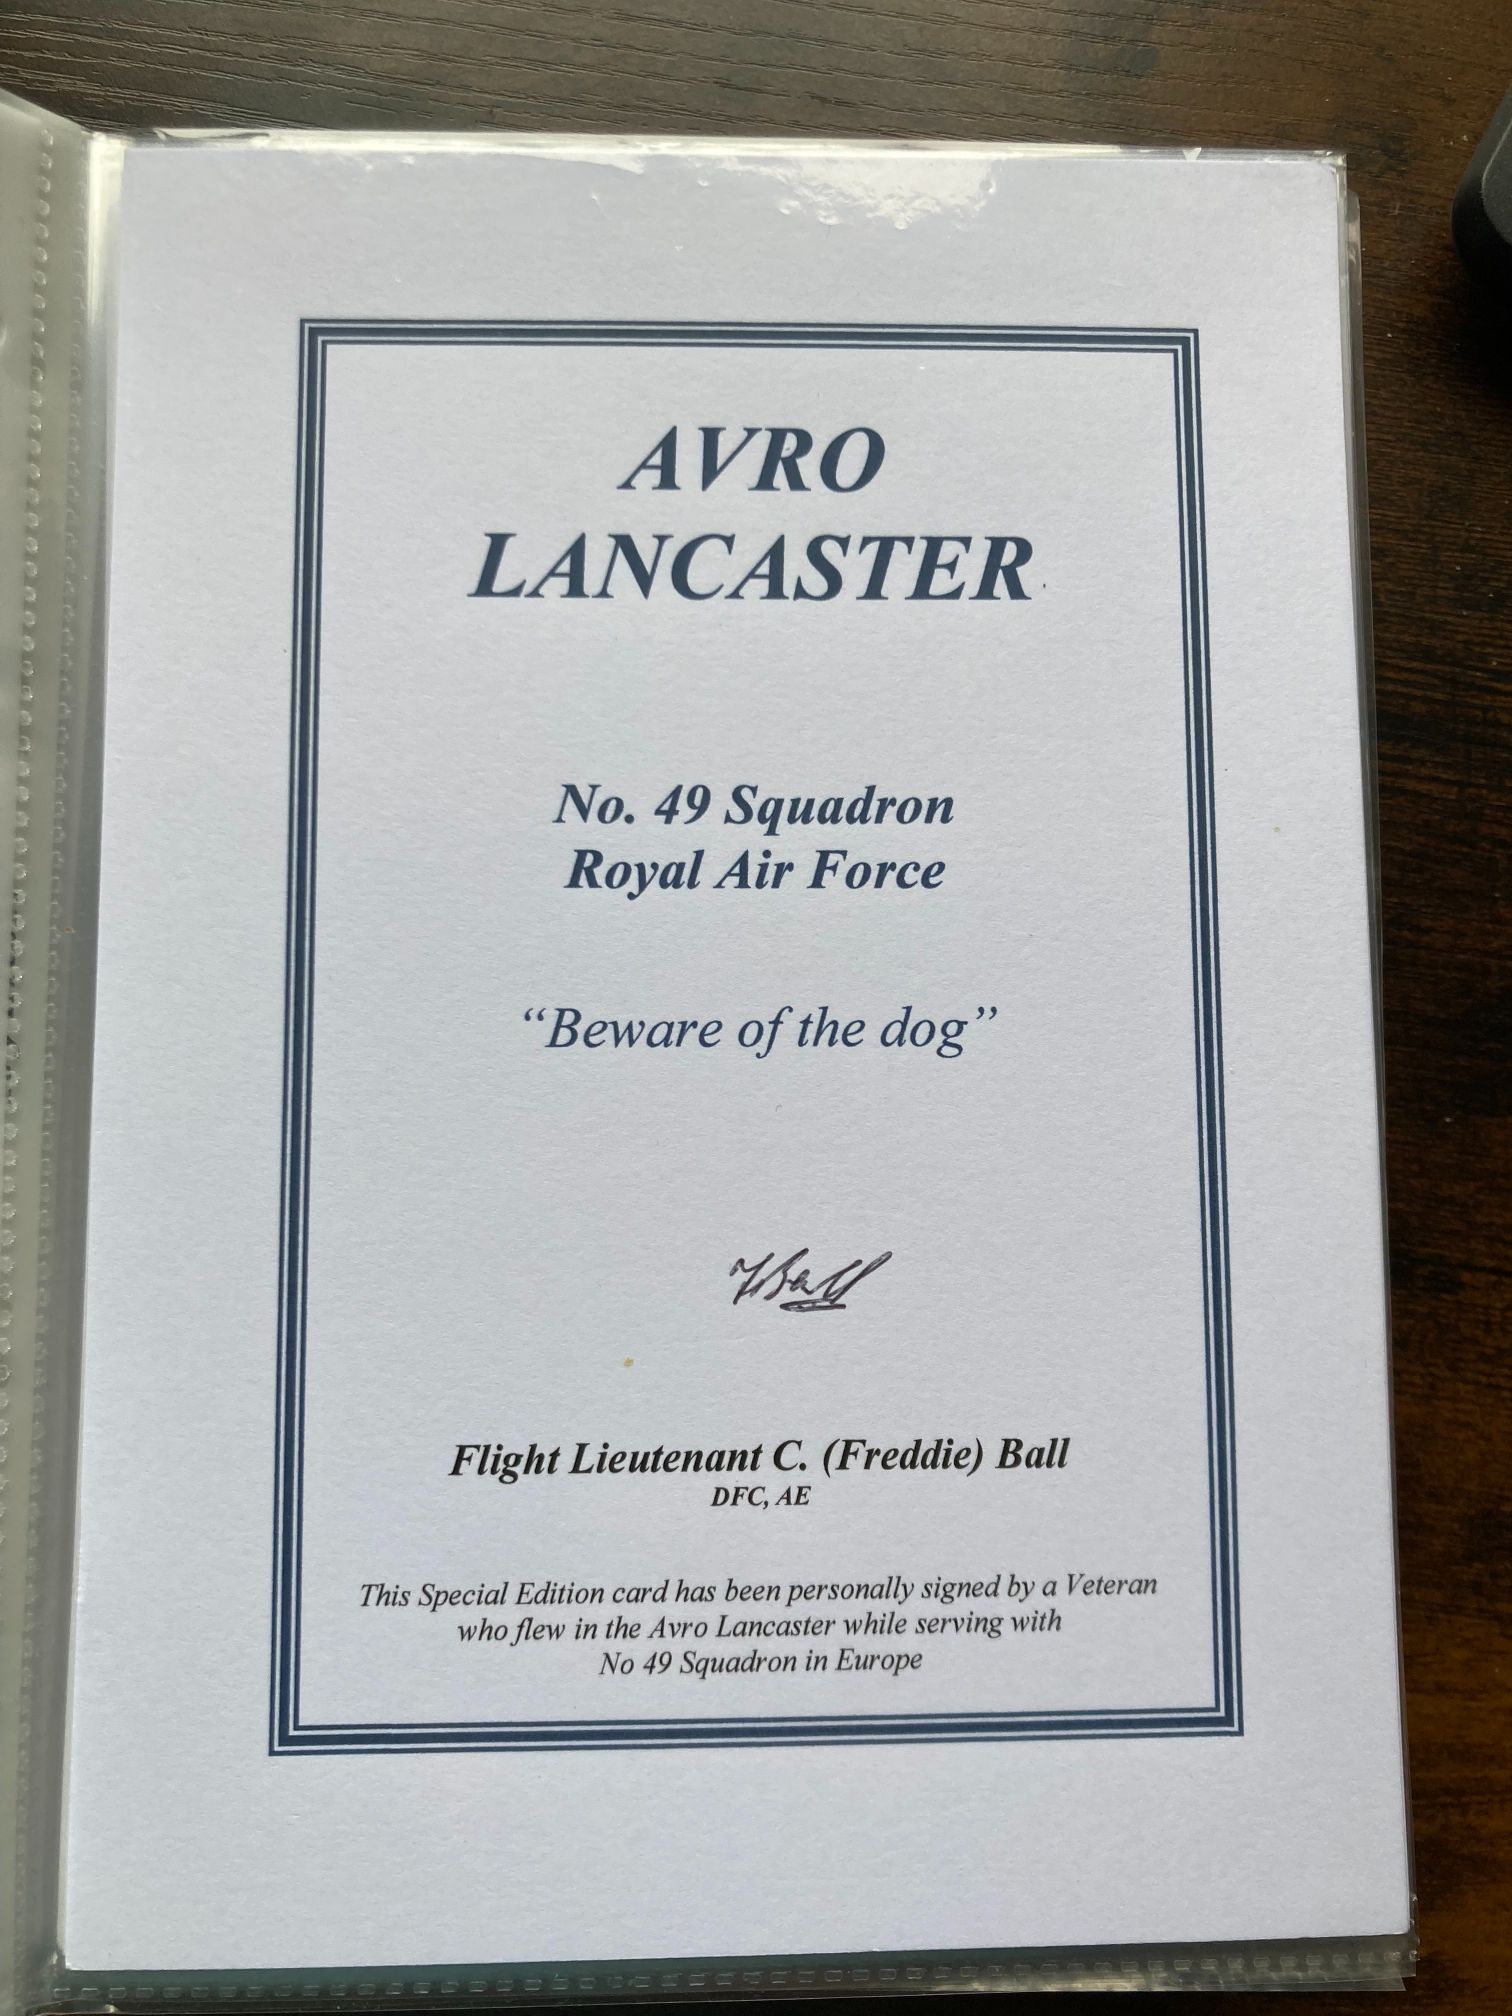 AVRO
LANCASTER
No. 49 Squadron
Royal Air Force
“Beware of the dog”
FBall
Flight Lieutenant C. (Freddie) Ball
DFC, AE
This Special Edition card has been personally signed by a Veteran
who flew in the Avro Lancaster while serving with
No 49 Squadron in Europe